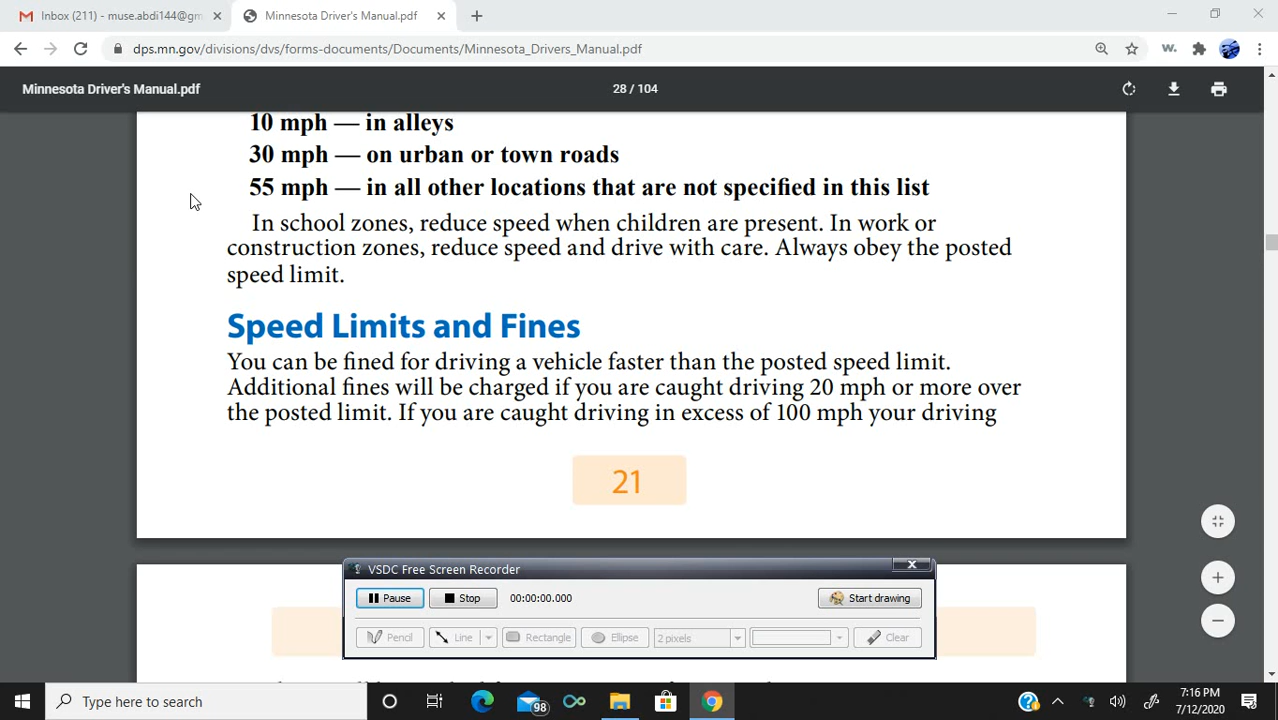 Inbox (211) - muse.abdi144@gm
Minnesota Driver's Manual.pdf
dps.mn.gov/divisions/dvs/forms-documents/Documents/Minnesota_Drivers_Manual.pdf
w.
Minnesota Driver's Manual.pdf
28 / 104
10 mph — in alleys
30 mph — on urban or town roads
55 mph — in all other locations that are not specified in this list
In school zones, reduce speed when children are present. In work or
construction zones, reduce speed and drive with care. Always obey the posted
speed limit.
Speed Limits and Fines
You can be fined for driving a vehicle faster than the posted speed limit.
Additional fines will be charged if you are caught driving 20 mph or more over
the posted limit. If you are caught driving in excess of 100 mph your driving
21
VSDC Free Screen Recorder
Pause Stop 00:00:00.000 Start drawing
Pencil Line Rectangle Ellipse 2 pixels Clear
Type here to search
98
7:16 PM
7/12/2020